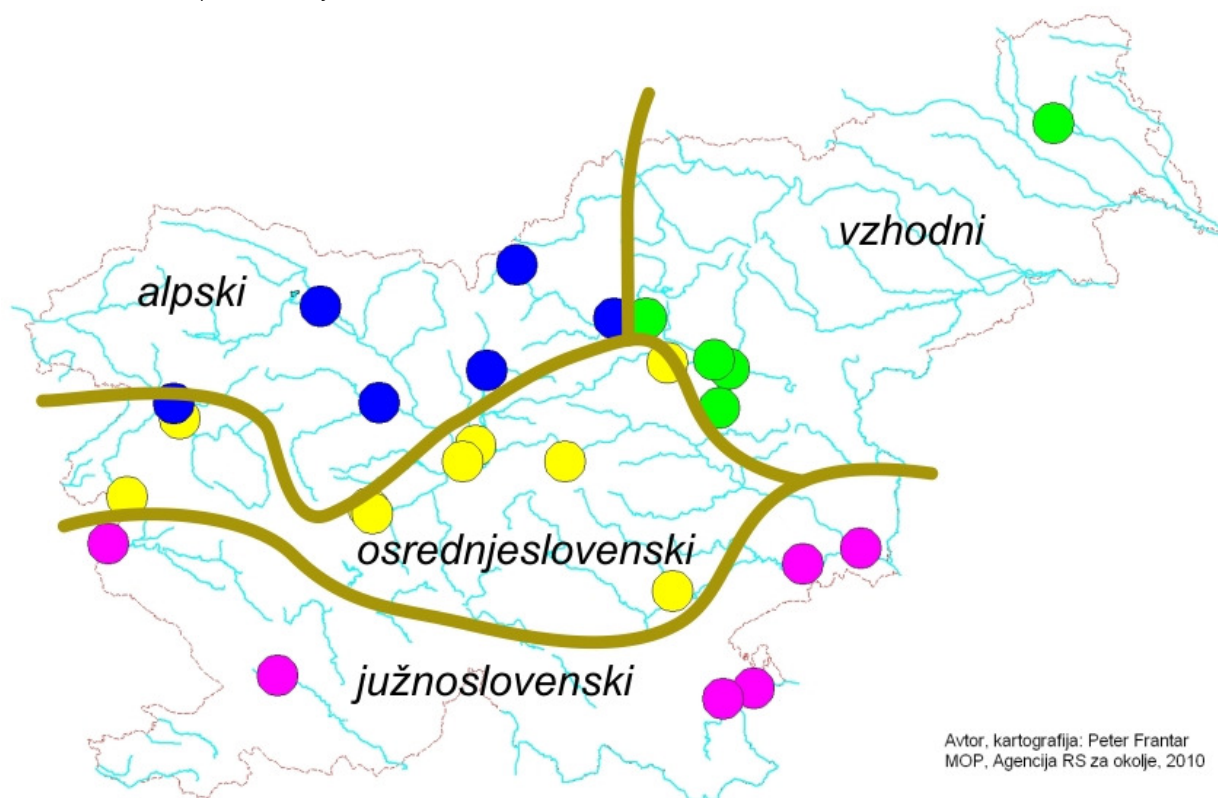 vzhodni
alpski
osrednjeslovenski
južnoslovenski
Avtor, kartografija: Peter Frantar
MOP, Agencija RS za okolje, 2010